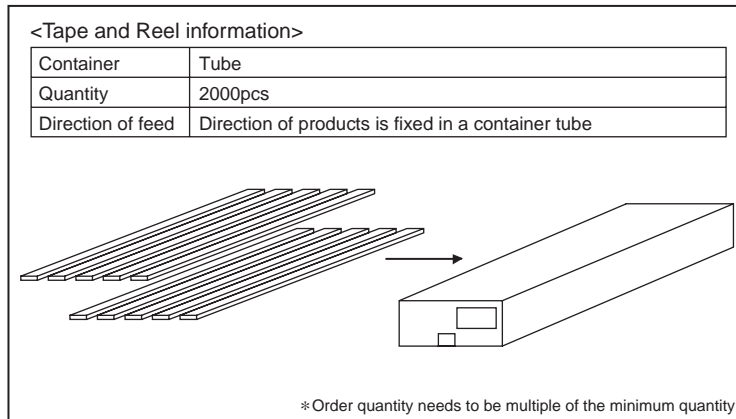 <Tape and Reel information>
Container Tube
Quantity 2000pcs
Direction of feed Direction of products is fixed in a container tube
*Order quantity needs to be multiple of the minimum quantity